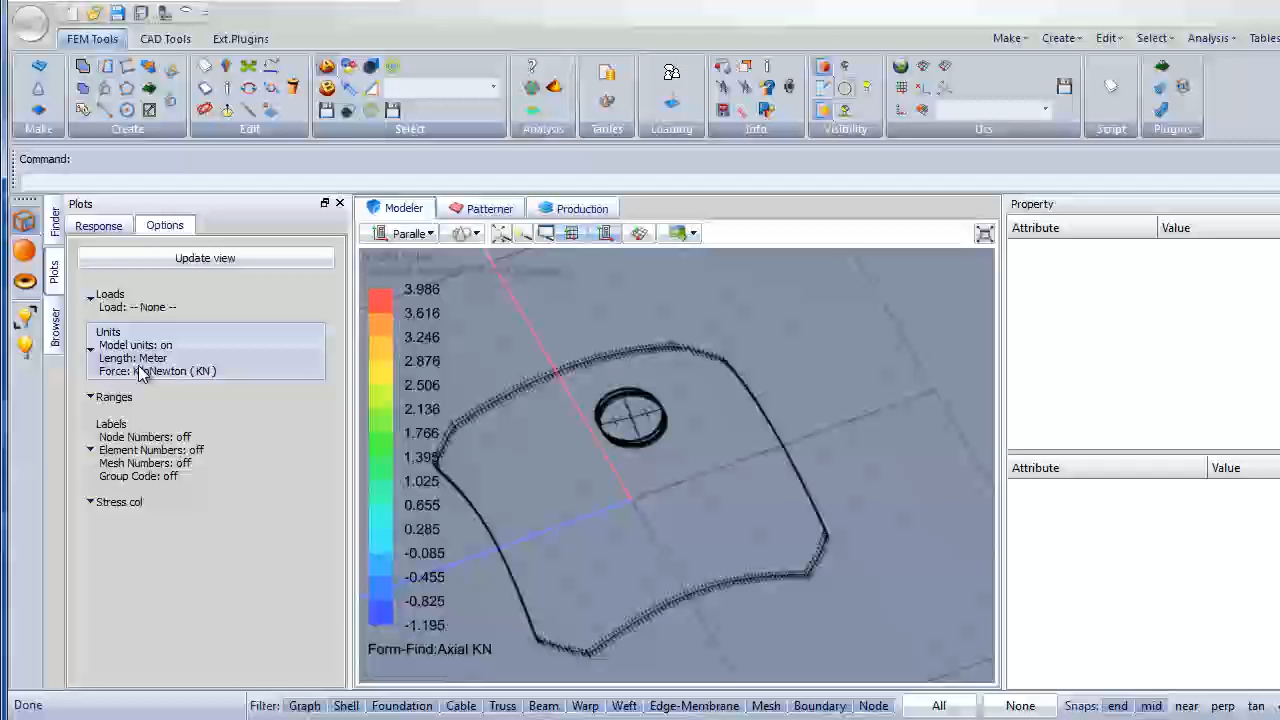 FEM Tools
CAD Tools
Ext.Plugins
Make
Create
Edit
Select
Analysis
Tables
Make
Create
Edit
Select
Analysis
Tables
Loading
Info
Visibility
Ucs
Script
Plugins
Command:
Plots
Response
Options
Finder
Plots
Browser
Update view
Loads
Load: -- None --
Units
Model units: on
Length: Meter
Force: Newton ( KN )
Ranges
Labels
Node Numbers: off
Element Numbers: off
Mesh Numbers: off
Group Code: off
Stress col
Modeler
Patterner
Production
Paralle
3.986
3.616
3.246
2.876
2.506
2.136
1.766
1.395
1.025
0.655
0.285
-0.085
-0.455
-0.825
-1.195
Form-Find:Axial KN
Property
Attribute
Value
Attribute
Value
Done
Filter:
Graph
Shell
Foundation
Cable
Truss
Beam
Warp
Weft
Edge-Membrane
Mesh
Boundary
Node
All
None
Snaps:
end
mid
near
perp
tan